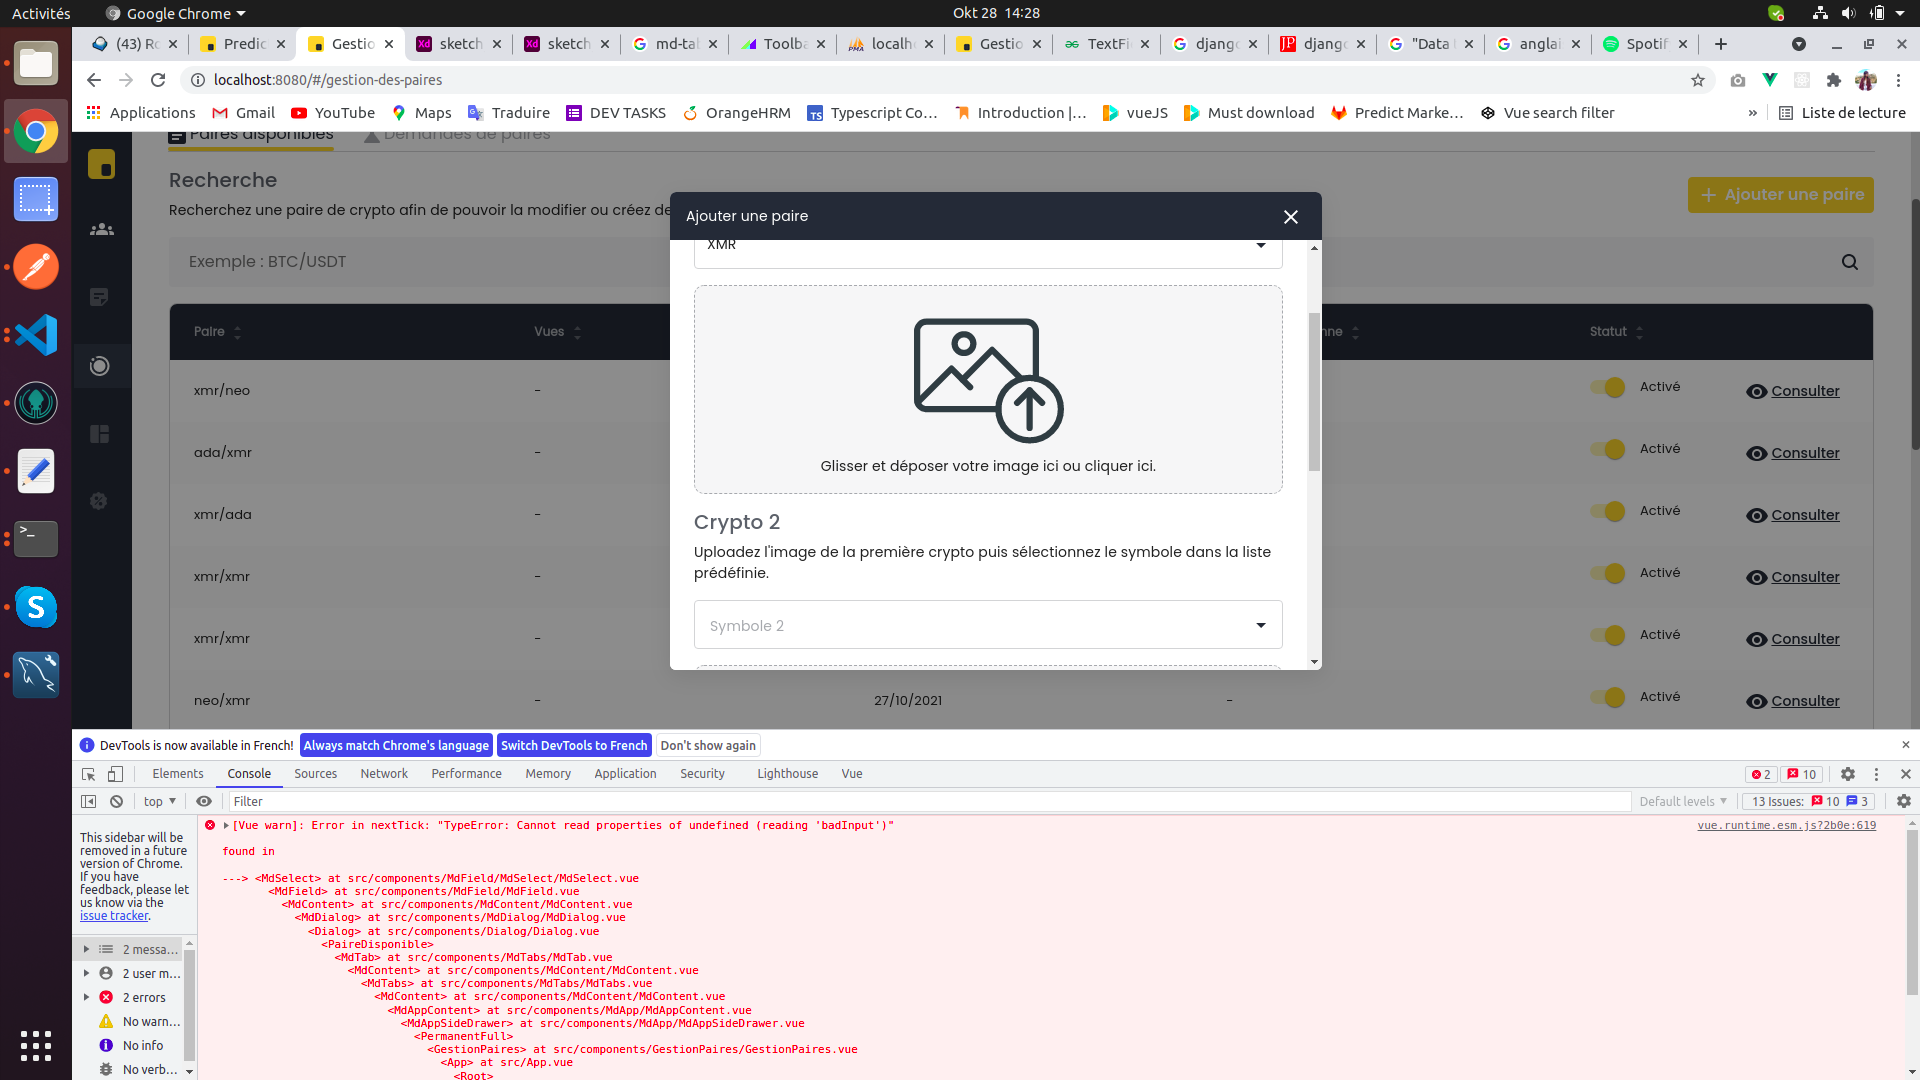 Activités
Google Chrome
Okt 28 14:28
(43) Ro
Predic
Gestio
sketch
sketch
md-tal
Toolba
localho
Gestio
TextFi
djang
djang
"Data
anglai
Spotif
localhost:8080/#/gestion-des-paires
Applications
Gmail
YouTube
Maps
Traduire
DEV TASKS
OrangeHRM
Typescript Co…
Introduction |…
vueJS
Must download
Predict Marke…
Vue search filter
»
Liste de lecture
Paires disponibles
Demandes de paires
Recherche
Recherchez une paire de crypto afin de pouvoir la modifier ou créez de
+ Ajouter une paire
Exemple : BTC/USDT
Paire
Vues
nne
Statut
xmr/neo
-
Activé
Consulter
ada/xmr
-
Activé
Consulter
xmr/ada
-
Activé
Consulter
xmr/xmr
-
Activé
Consulter
xmr/xmr
-
Activé
Consulter
neo/xmr
-
27/10/2021
-
Activé
Consulter
Ajouter une paire
XMR
Glisser et déposer votre image ici ou cliquer ici.
Crypto 2
Uploadez l'image de la première crypto puis sélectionnez le symbole dans la liste
prédéfinie.
Symbole 2
DevTools is now available in French!
Always match Chrome's language
Switch DevTools to French
Don't show again
Elements
Console
Sources
Network
Performance
Memory
Application
Security
Lighthouse
Vue
2
10
top
Filter
Default levels
13 Issues:
10
3
This sidebar will be
removed in a future
version of Chrome.
If you have
feedback, please let
us know via the
issue tracker.
2 messa…
2 user m…
2 errors
No warn…
No info
No verb…
[Vue warn]: Error in nextTick: "TypeError: Cannot read properties of undefined (reading 'badInput')"
vue.runtime.esm.js?2b0e:619
found in
---> <MdSelect> at src/components/MdField/MdSelect/MdSelect.vue
<MdField> at src/components/MdField/MdField.vue
<MdContent> at src/components/MdContent/MdContent.vue
<MdDialog> at src/components/MdDialog/MdDialog.vue
<Dialog> at src/components/Dialog/Dialog.vue
<PaireDisponible>
<MdTab> at src/components/MdTabs/MdTab.vue
<MdContent> at src/components/MdContent/MdContent.vue
<MdTabs> at src/components/MdTabs/MdTabs.vue
<MdContent> at src/components/MdContent/MdContent.vue
<MdAppContent> at src/components/MdApp/MdAppContent.vue
<MdAppSideDrawer> at src/components/MdApp/MdAppSideDrawer.vue
<PermanentFull>
<GestionPaires> at src/components/GestionPaires/GestionPaires.vue
<App> at src/App.vue
<Root>